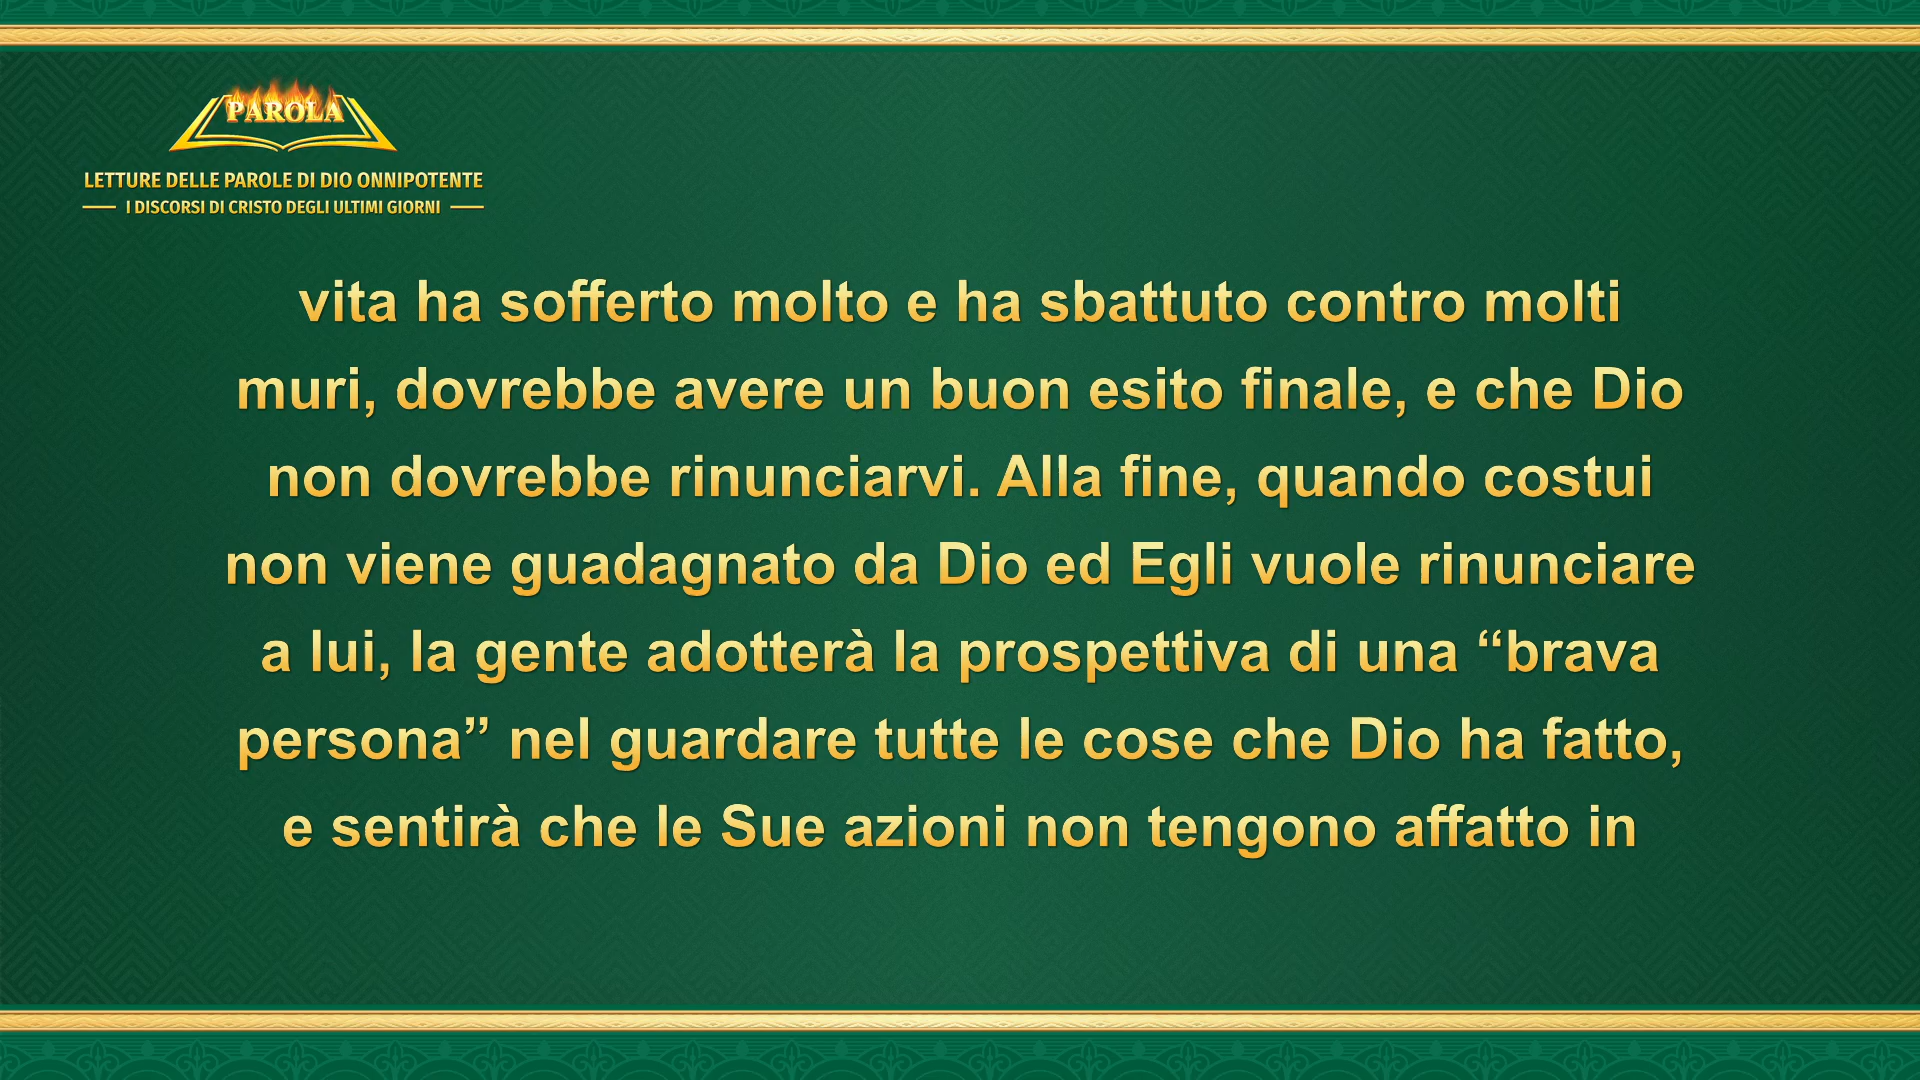 PAROLA
LETTURE DELLE PAROLE DI DIO ONNIPOTENTE
I DISCORSI DI CRISTO DEGLI ULTIMI GIORNI
vita ha sofferto molto e ha sbattuto contro molti
muri, dovrebbe avere un buon esito finale, e che Dio
non dovrebbe rinunciarvi. Alla fine, quando costui
non viene guadagnato da Dio ed Egli vuole rinunciare
a lui, la gente adotterà la prospettiva di una “brava
persona” nel guardare tutte le cose che Dio ha fatto,
e sentirà che le Sue azioni non tengono affatto in